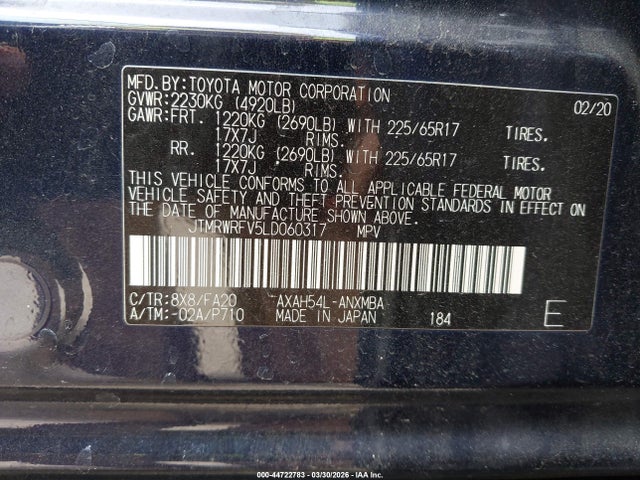 MFD.BY:TOYOTA MOTOR CORPORATION 02/20
GVWR:2230KG (4920LB)
GAWR:FRT. 1220KG (2690LB) WITH 225/65R17 TIRES.
17X7J RIMS.
RR. 1220KG (2690LB) WITH 225/65R17 TIRES.
17X7J RIMS.
THIS VEHICLE CONFORMS TO ALL APPLICABLE FEDERAL MOTOR
VEHICLE SAFETY AND THEFT PREVENTION STANDARDS IN EFFECT ON
THE DATE OF MANUFACTURE SHOWN ABOVE.
JTMRWRFV5LD060317 MPV
C/TR:8X8/FA20 AXAH54L-ANXMBA
A/TM:-02A/P710 MADE IN JAPAN 184 E
000-44722783 - 03/30/2026 - IAA Inc.